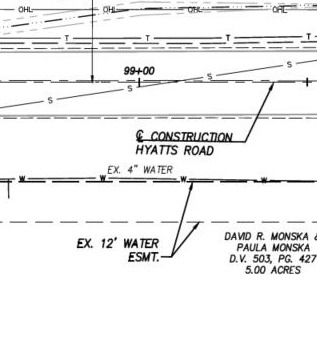 OHL OHL OHL OHL
T T T T
99+00
S S S S
℄ CONSTRUCTION
HYATTS ROAD
EX. 4" WATER
W W W W
EX. 12' WATER
ESMT.
DAVID R. MONSKA &
PAULA MONSKA
D.V. 503, PG. 427
5.00 ACRES